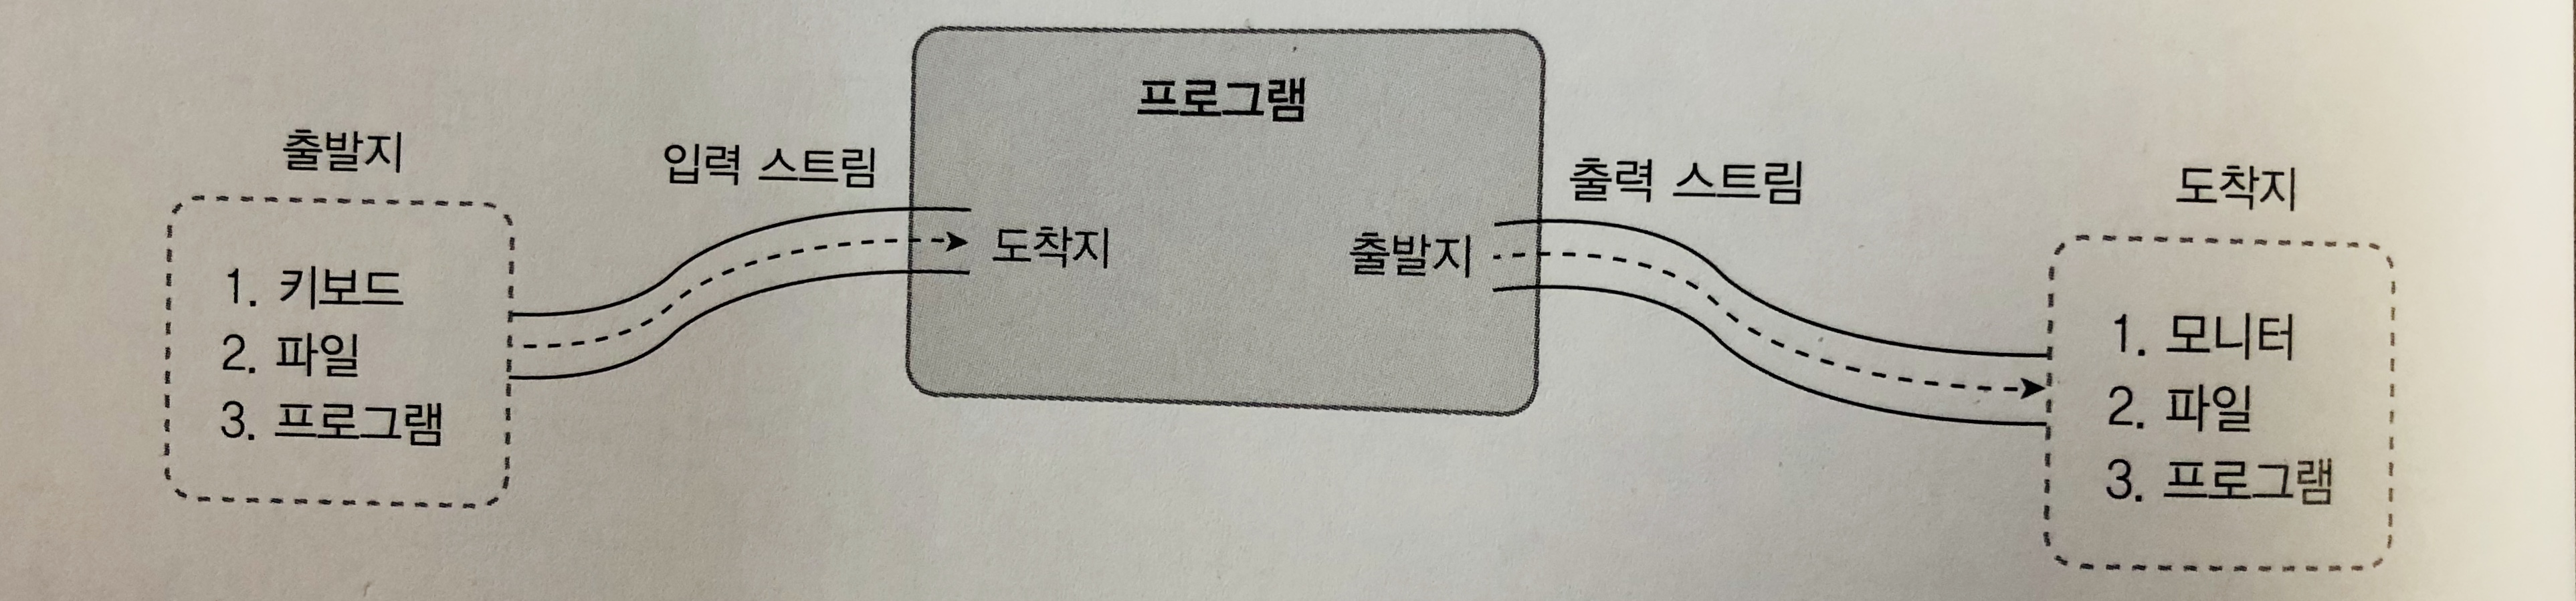 프로그램
출발지
입력 스트림
출력 스트림
도착지
도착지
출발지
1. 키보드
2. 파일
3. 프로그램
1. 모니터
2. 파일
3. 프로그램